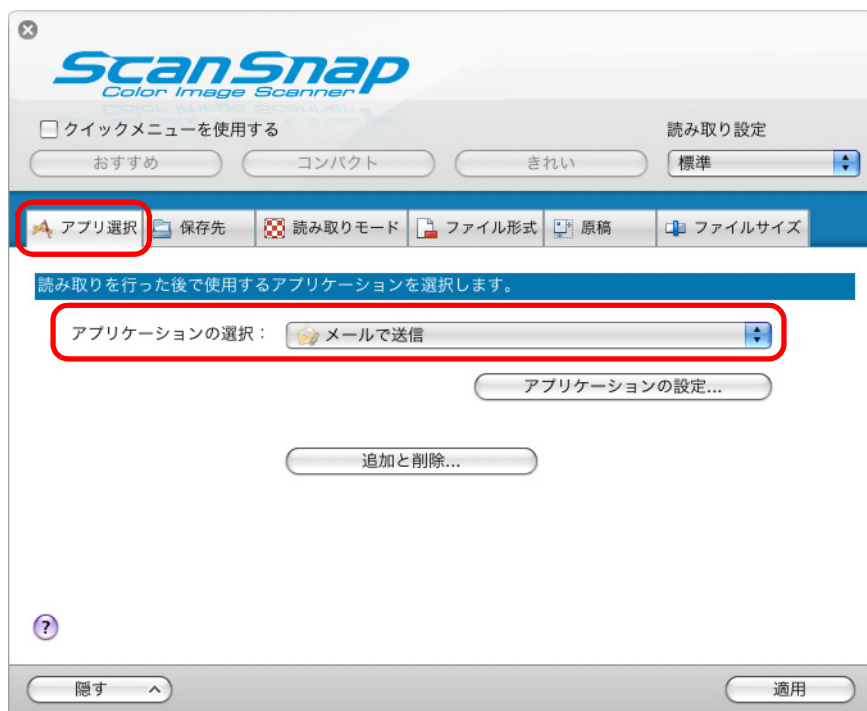 ScanSnap
Color Image Scanner
クイックメニューを使用する
読み取り設定
おすすめ
コンパクト
きれい
標準
アプリ選択
保存先
読み取りモード
ファイル形式
原稿
ファイルサイズ
読み取りを行った後で使用するアプリケーションを選択します。
アプリケーションの選択：
メールで送信
アプリケーションの設定...
追加と削除...
?
隠す
適用